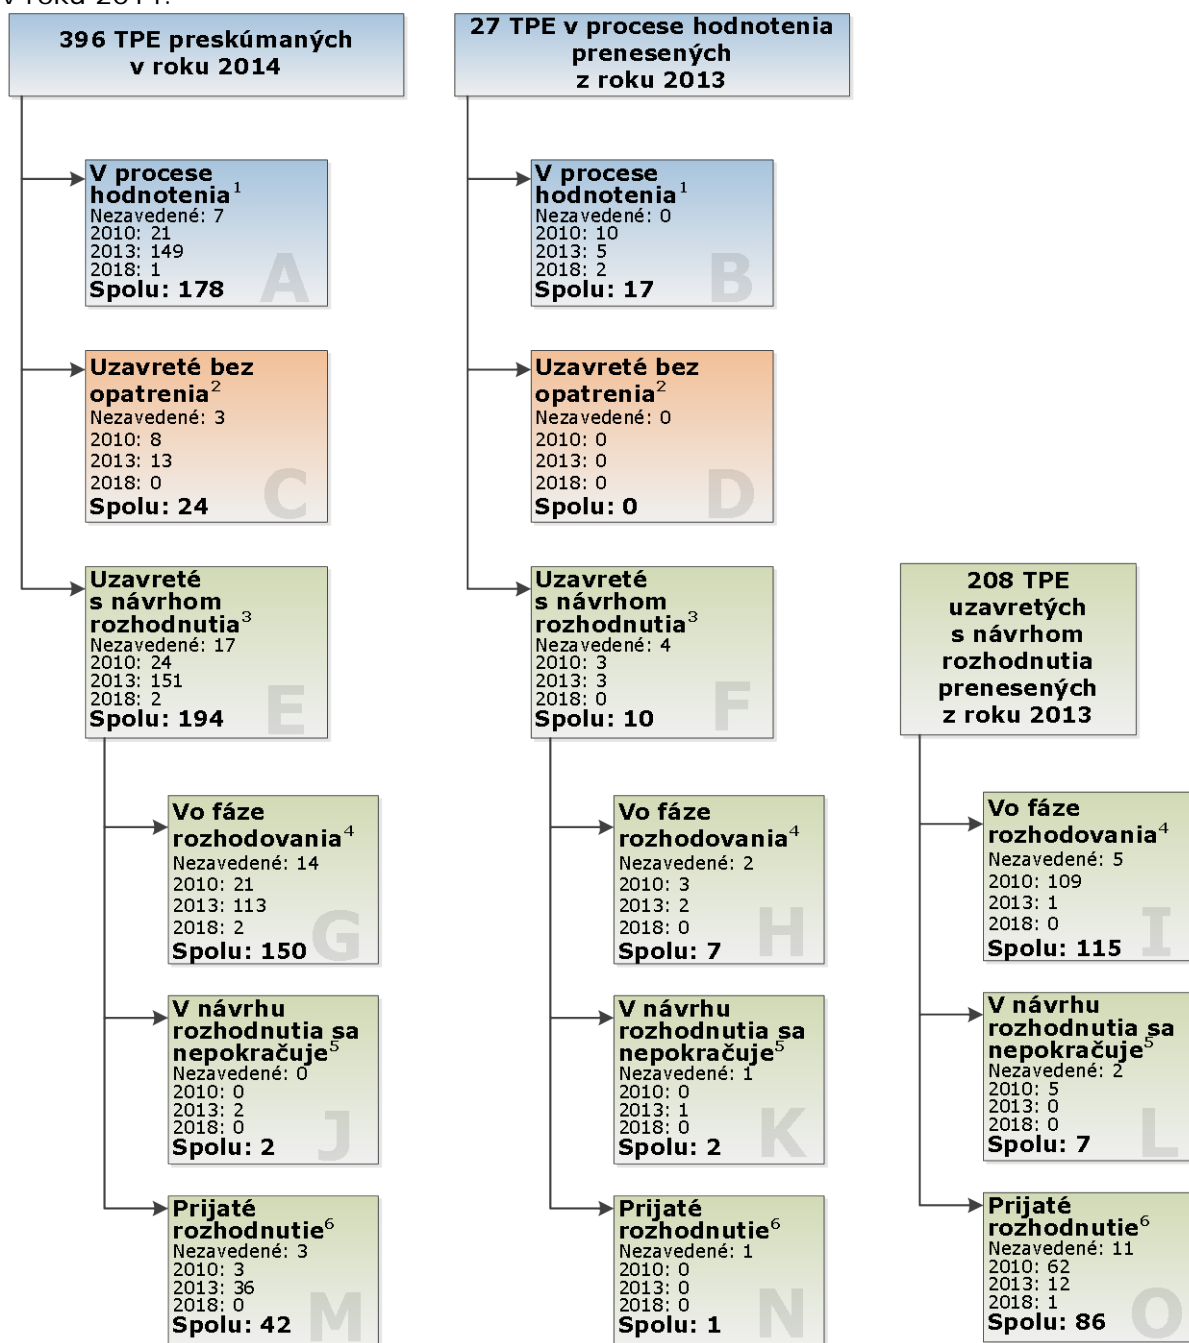 v roku 2014.
396 TPE preskúmaných
v roku 2014
27 TPE v procese hodnotenia
prenesených
z roku 2013
V procese
hodnotenia1
Nezavedené: 7
2010: 21
2013: 149
2018: 1
Spolu: 178
A
V procese
hodnotenia1
Nezavedené: 0
2010: 10
2013: 5
2018: 2
Spolu: 17
B
Uzavreté bez
opatrenia2
Nezavedené: 3
2010: 8
2013: 13
2018: 0
Spolu: 24
C
Uzavreté bez
opatrenia2
Nezavedené: 0
2010: 0
2013: 0
2018: 0
Spolu: 0
D
Uzavreté
s návrhom
rozhodnutia3
Nezavedené: 17
2010: 24
2013: 151
2018: 2
Spolu: 194
E
Uzavreté
s návrhom
rozhodnutia3
Nezavedené: 4
2010: 3
2013: 3
2018: 0
Spolu: 10
F
208 TPE
uzavretých
s návrhom
rozhodnutia
prenesených
z roku 2013
Vo fáze
rozhodovania4
Nezavedené: 14
2010: 21
2013: 113
2018: 2
Spolu: 150
G
Vo fáze
rozhodovania4
Nezavedené: 2
2010: 3
2013: 2
2018: 0
Spolu: 7
H
Vo fáze
rozhodovania4
Nezavedené: 5
2010: 109
2013: 1
2018: 0
Spolu: 115
I
V návrhu
rozhodnutia sa
nepokračuje5
Nezavedené: 0
2010: 0
2013: 2
2018: 0
Spolu: 2
J
V návrhu
rozhodnutia sa
nepokračuje5
Nezavedené: 1
2010: 0
2013: 1
2018: 0
Spolu: 2
K
V návrhu
rozhodnutia sa
nepokračuje5
Nezavedené: 2
2010: 5
2013: 0
2018: 0
Spolu: 7
L
Prijaté
rozhodnutie6
Nezavedené: 3
2010: 3
2013: 36
2018: 0
Spolu: 42
M
Prijaté
rozhodnutie6
Nezavedené: 1
2010: 0
2013: 0
2018: 0
Spolu: 1
N
Prijaté
rozhodnutie6
Nezavedené: 11
2010: 62
2013: 12
2018: 1
Spolu: 86
O